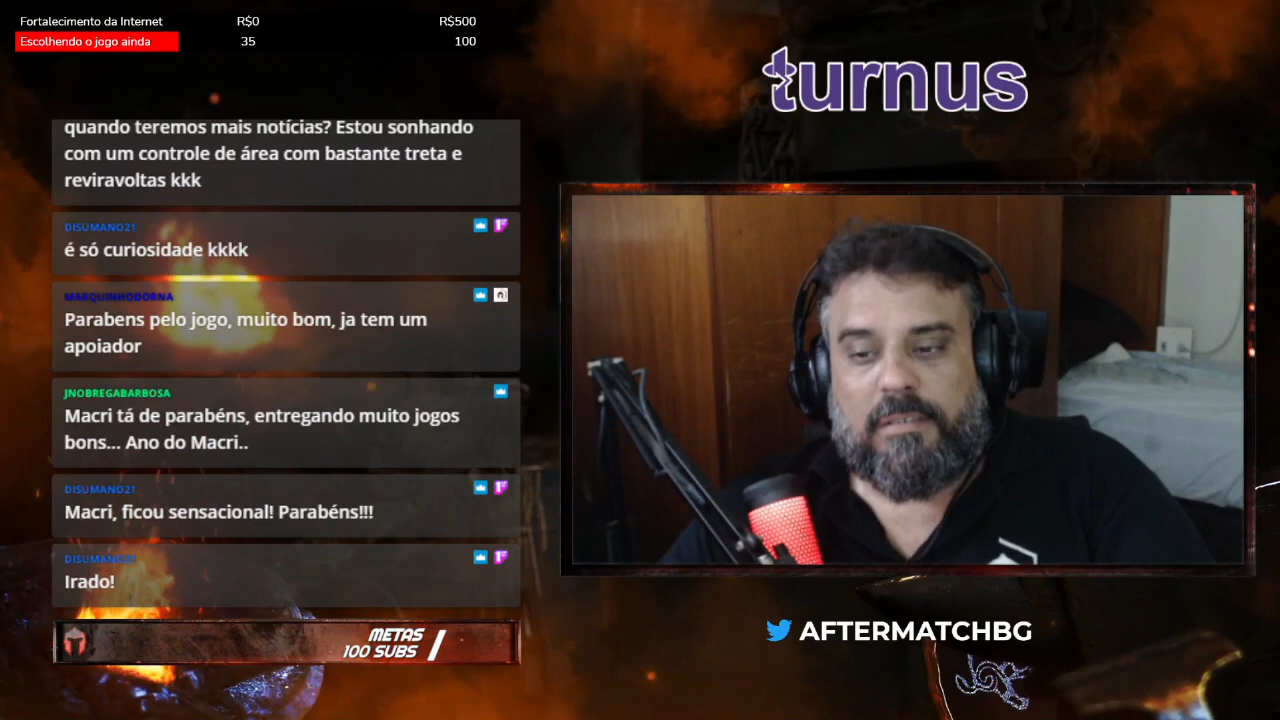 Fortalecimento da Internet R$0 R$500
Escolhendo o jogo ainda 35 100
turnus
quando teremos mais notícias? Estou sonhando
com um controle de área com bastante treta e
reviravoltas kkk
DISUMANO21
é só curiosidade kkkk
MARQUINHODORNA
Parabens pelo jogo, muito bom, ja tem um
apoiador
JNOBREGABARBOSA
Macri tá de parabéns, entregando muito jogos
bons... Ano do Macri..
DISUMANO21
Macri, ficou sensacional! Parabéns!!!
DISUMANO21
Irado!
METAS
100 SUBS /
AFTERMATCHBG